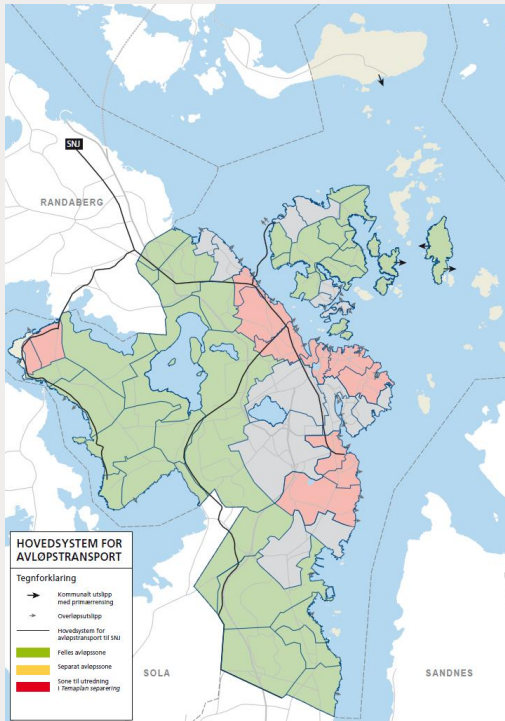 SNJ
RANDABERG
HOVEDSYSTEM FOR
AVLØPSTRANSPORT
Tegnforklaring
Kommunalt utslipp
med primærrensing
Overløpsutslipp
Hovedsystem for
avløpstransport til SNJ
Felles avløpssone
Separat avløpssone
Sone til utredning
i Temaplan separering
SOLA
SANDNES